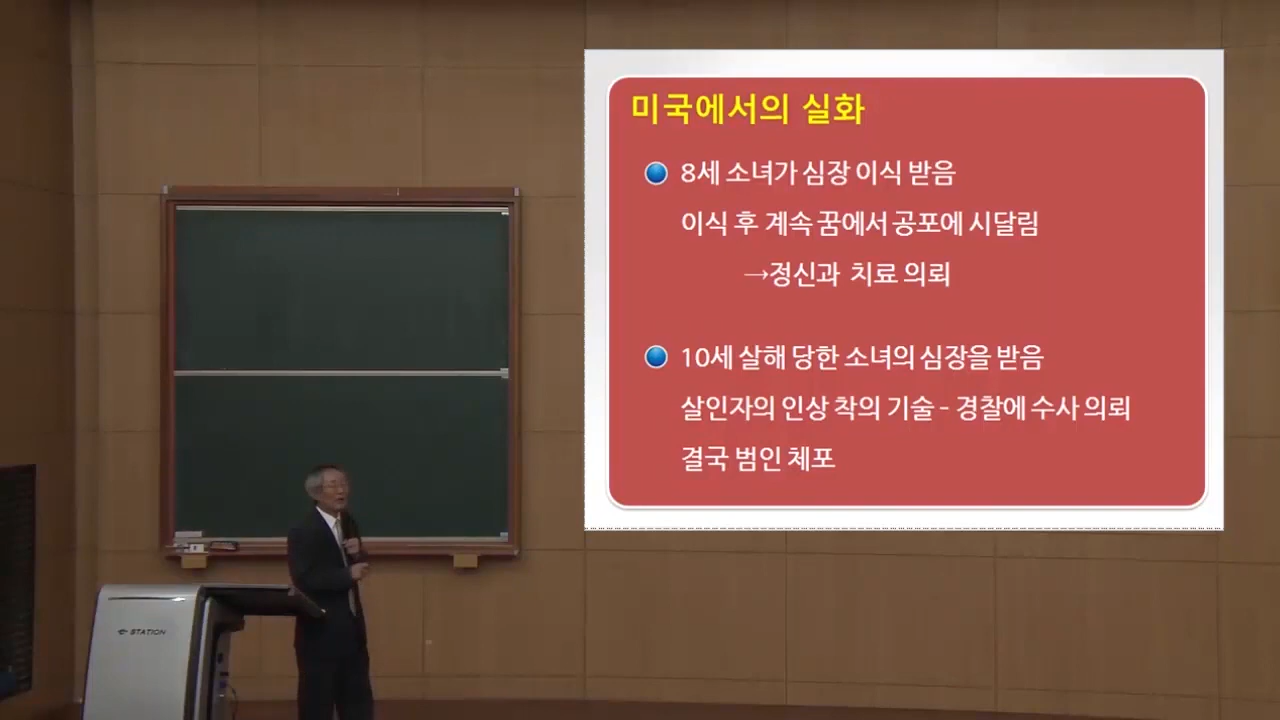 미국에서의 실화
8세 소녀가 심장 이식 받음
이식 후 계속 꿈에서 공포에 시달림
→정신과 치료 의뢰
10세 살해 당한 소녀의 심장을 받음
살인자의 인상 착의 기술 - 경찰에 수사 의뢰
결국 범인 체포
STATION